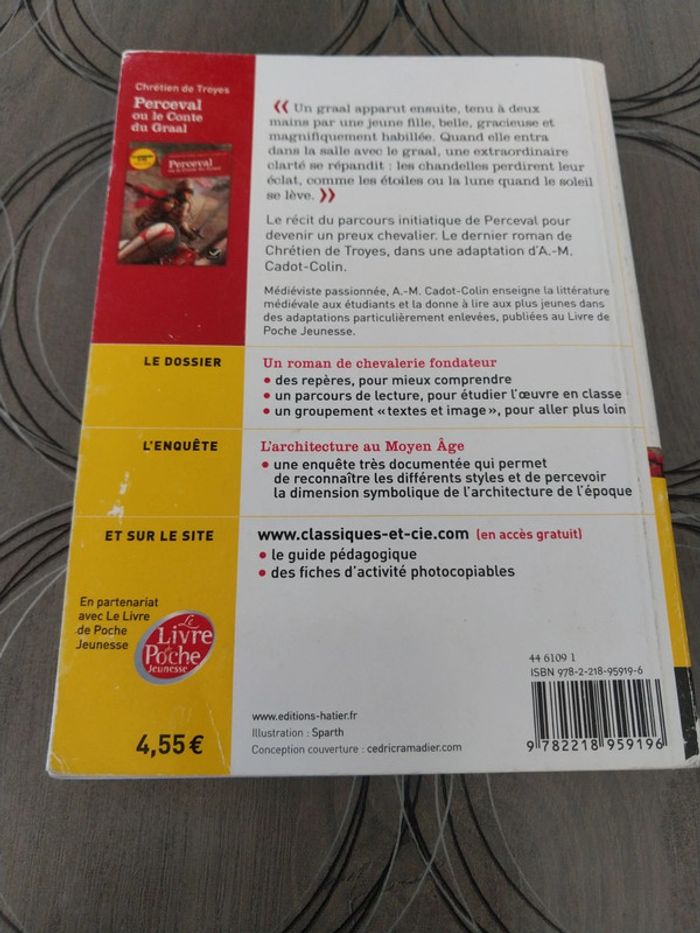 Chrétien de Troyes
Perceval
ou le Conte
du Graal
Perceval
« Un graal apparut ensuite, tenu à deux
mains par une jeune fille, belle, gracieuse et
magnifiquement habillée. Quand elle entra
dans la salle avec le graal, une extraordinaire
clarté se répandit : les chandelles perdirent leur
éclat, comme les étoiles ou la lune quand le soleil
se lève. »
Le récit du parcours initiatique de Perceval pour
devenir un preux chevalier. Le dernier roman de
Chrétien de Troyes, dans une adaptation d'A.-M.
Cadot-Colin.
Médiéviste passionnée, A.-M. Cadot-Colin enseigne la littérature
médiévale aux étudiants et la donne à lire aux plus jeunes dans
des adaptations particulièrement enlevées, publiées au Livre de
Poche Jeunesse.
LE DOSSIER
Un roman de chevalerie fondateur
• des repères, pour mieux comprendre
• un parcours de lecture, pour étudier l'œuvre en classe
• un groupement « textes et image », pour aller plus loin
L'ENQUÊTE
L'architecture au Moyen Âge
• une enquête très documentée qui permet
de reconnaître les différents styles et de percevoir
la dimension symbolique de l'architecture de l'époque
ET SUR LE SITE
www.classiques-et-cie.com (en accès gratuit)
• le guide pédagogique
• des fiches d'activité photocopiables
En partenariat
avec Le Livre
de Poche
Jeunesse
Le
Livre
de
Poche
Jeunesse
4,55 €
www.editions-hatier.fr
Illustration : Sparth
Conception couverture : cedricramadier.com
44 6109 1
ISBN 978-2-218-95919-6
9 782218 959196